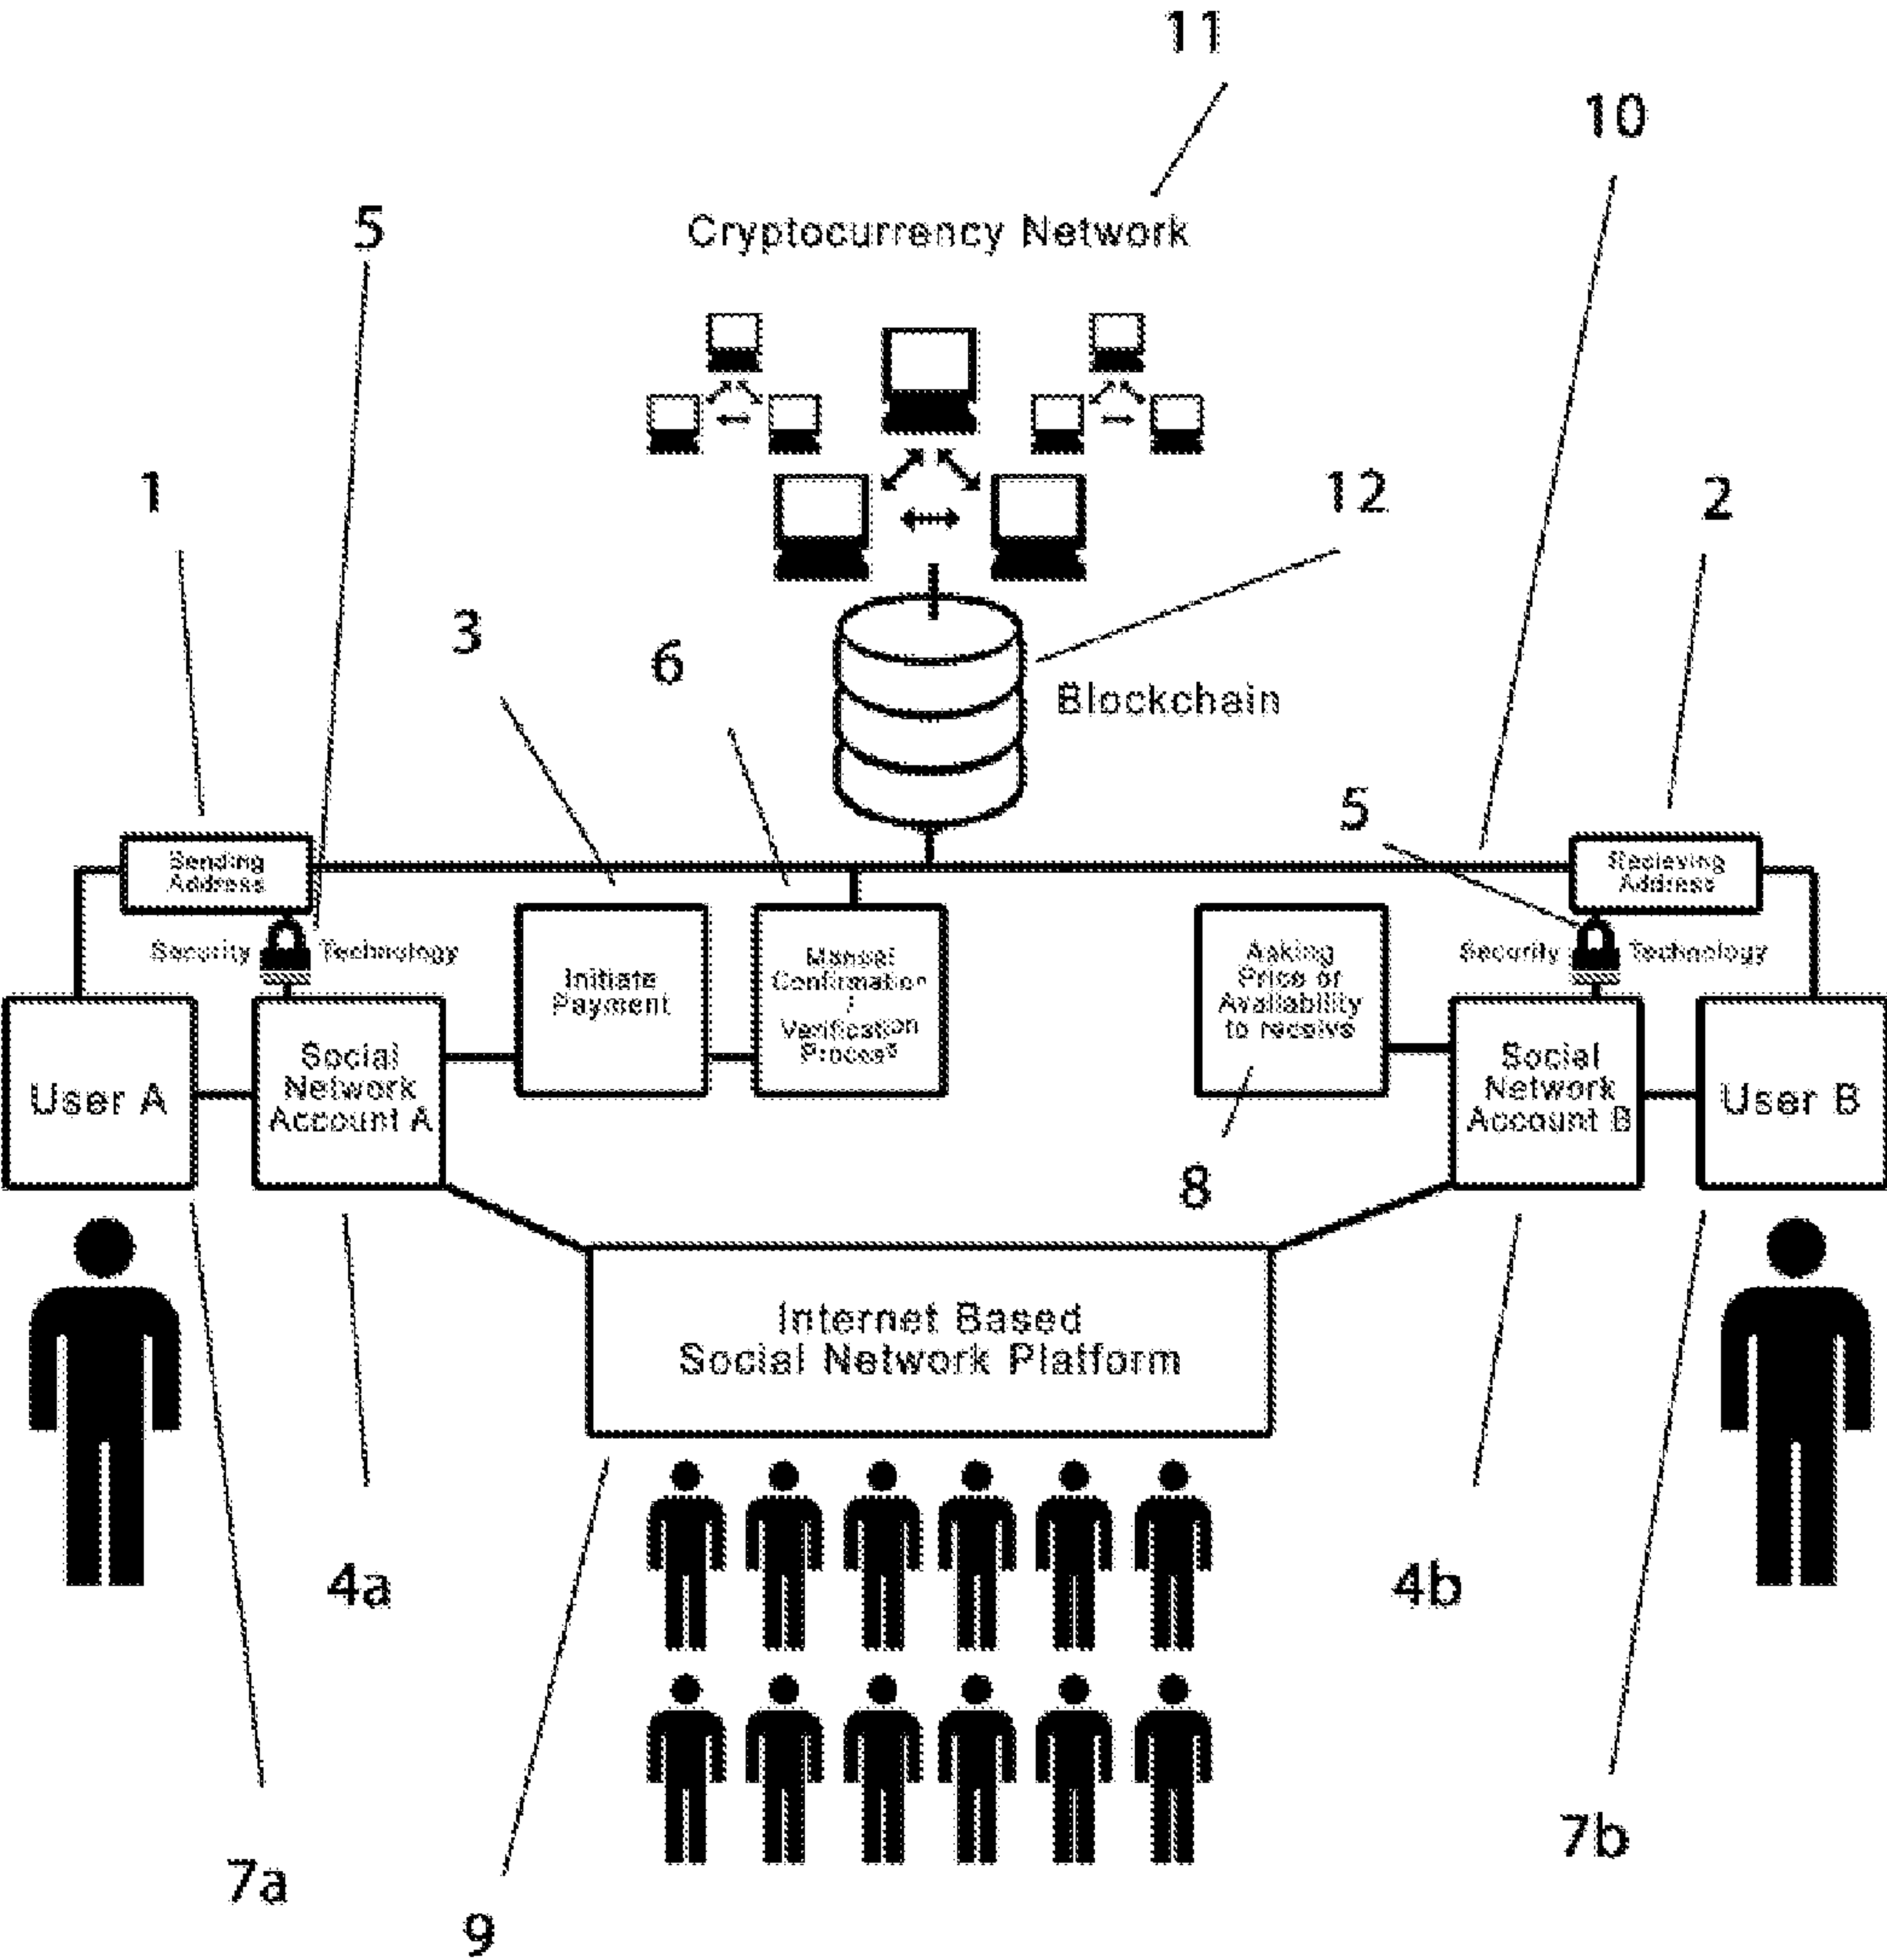 11
10
5
Cryptocurrency Network
1
12
2
3
6
Blockchain
5
Sending
Address
Recieving
Address
Security Technology
Initiate
Payment
Manual
Confirmation
/
Verification
Process
Asking
Price or
Availability
to receive
Security Technology
User A
Social
Network
Account A
Social
Network
Account B
User B
8
Internet Based
Social Network Platform
4a
4b
7a
7b
9